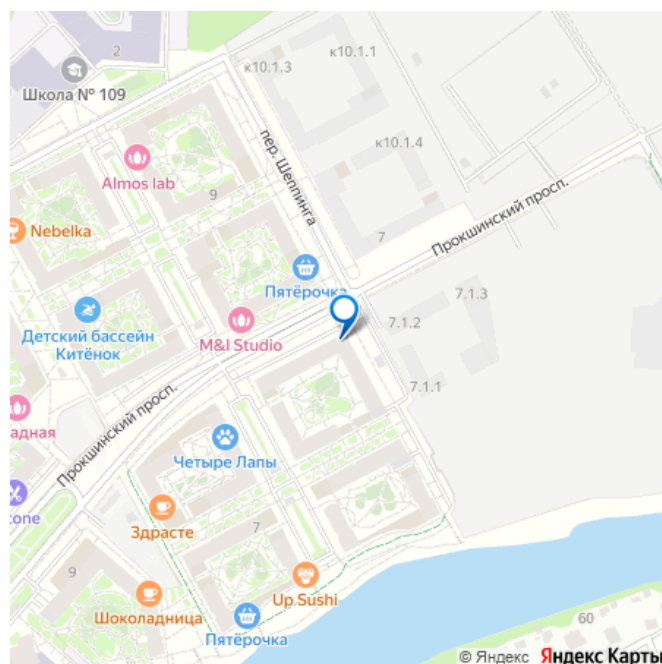 к10.1.1
2
к10.1.3
Школа № 109
пер. Шеппинга
к10.1.4
Almos lab
9
Прокшинский просп.
Nebelka
7
Пятёрочка
7.1.3
Детский бассейн
Китёнок
M&I Studio
7.1.2
7.1.1
Прокшинский просп.
адная
Четыре Лапы
tone
Здрасте
7
9
Up Sushi
Шоколадница
Пятёрочка
60
© Яндекс Яндекс Карты